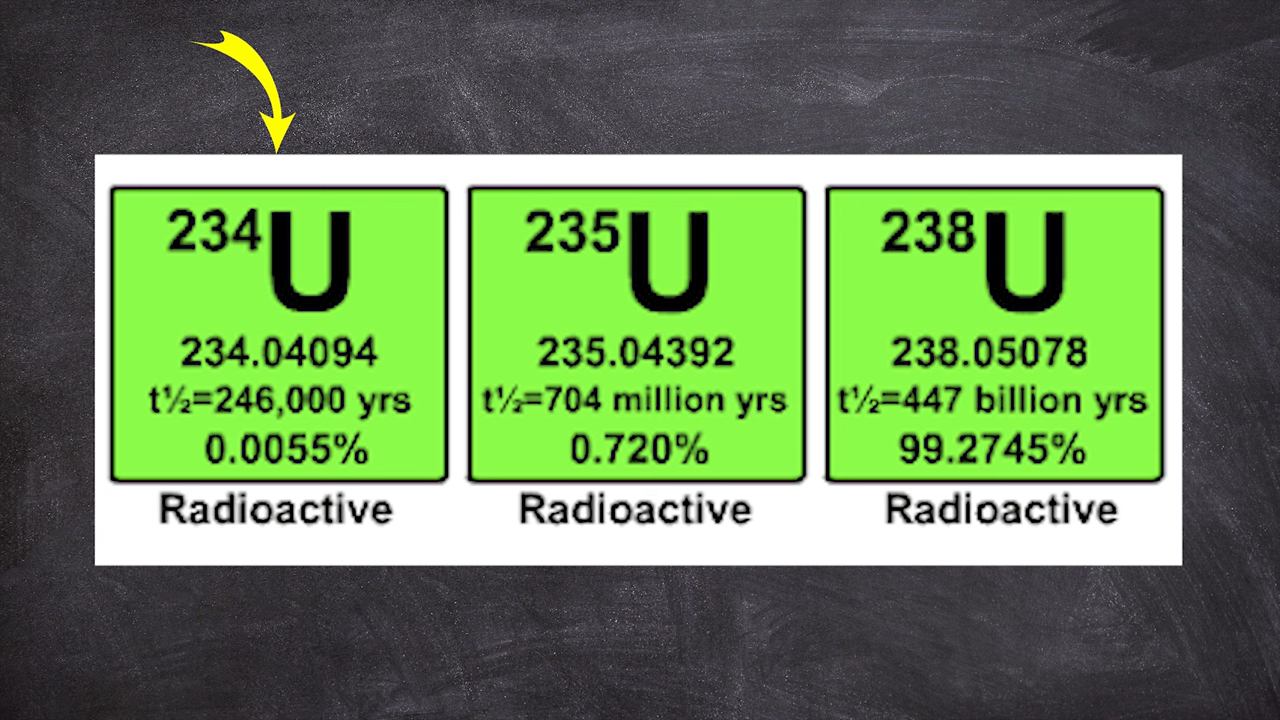 234U
234.04094
t½=246,000 yrs
0.0055%
Radioactive
235U
235.04392
t½=704 million yrs
0.720%
Radioactive
238U
238.05078
t½=447 billion yrs
99.2745%
Radioactive